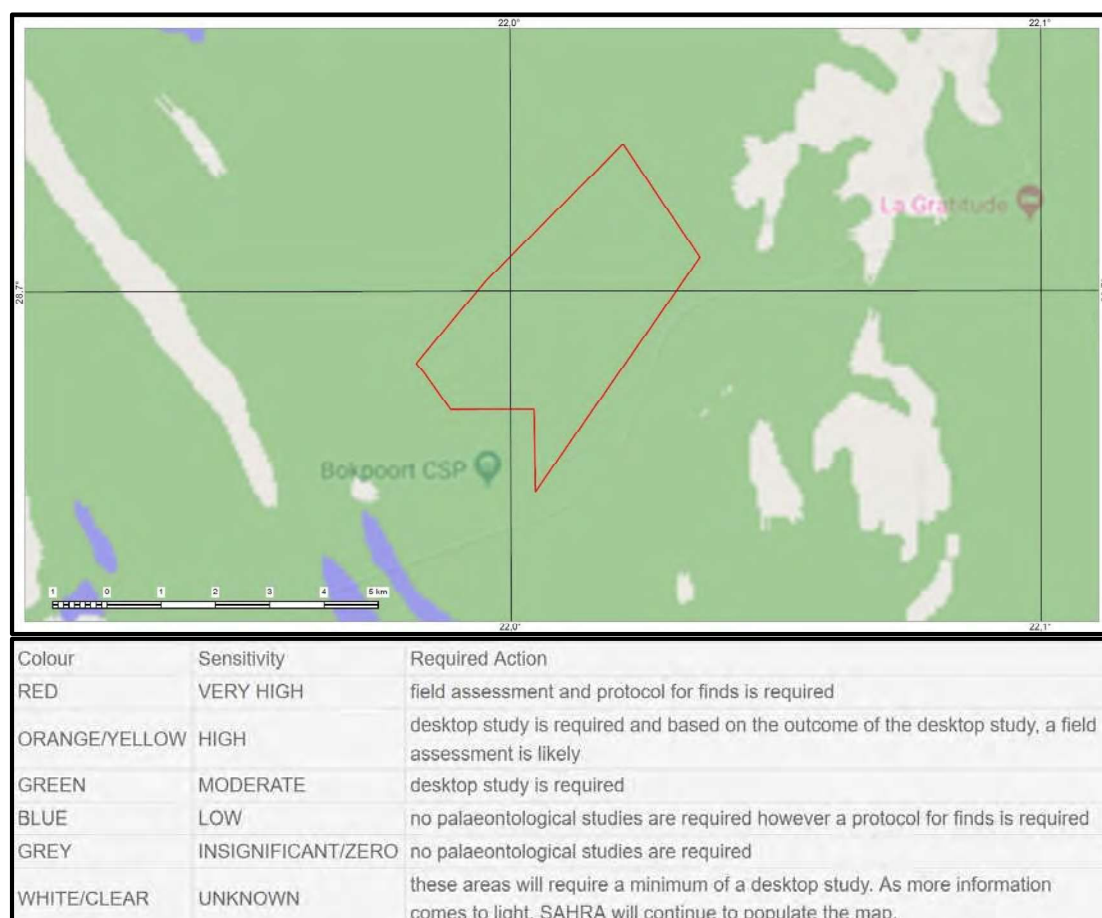 22,0° 22,1°
28,7°
La Gratitude
Bokpoort CSP
1 0 1 2 3 4 5 km
22,0° 22,1°
Colour Sensitivity Required Action
RED VERY HIGH field assessment and protocol for finds is required
ORANGE/YELLOW HIGH desktop study is required and based on the outcome of the desktop study, a field
assessment is likely
GREEN MODERATE desktop study is required
BLUE LOW no palaeontological studies are required however a protocol for finds is required
GREY INSIGNIFICANT/ZERO no palaeontological studies are required
WHITE/CLEAR UNKNOWN these areas will require a minimum of a desktop study. As more information
comes to light, SAHRA will continue to populate the map.